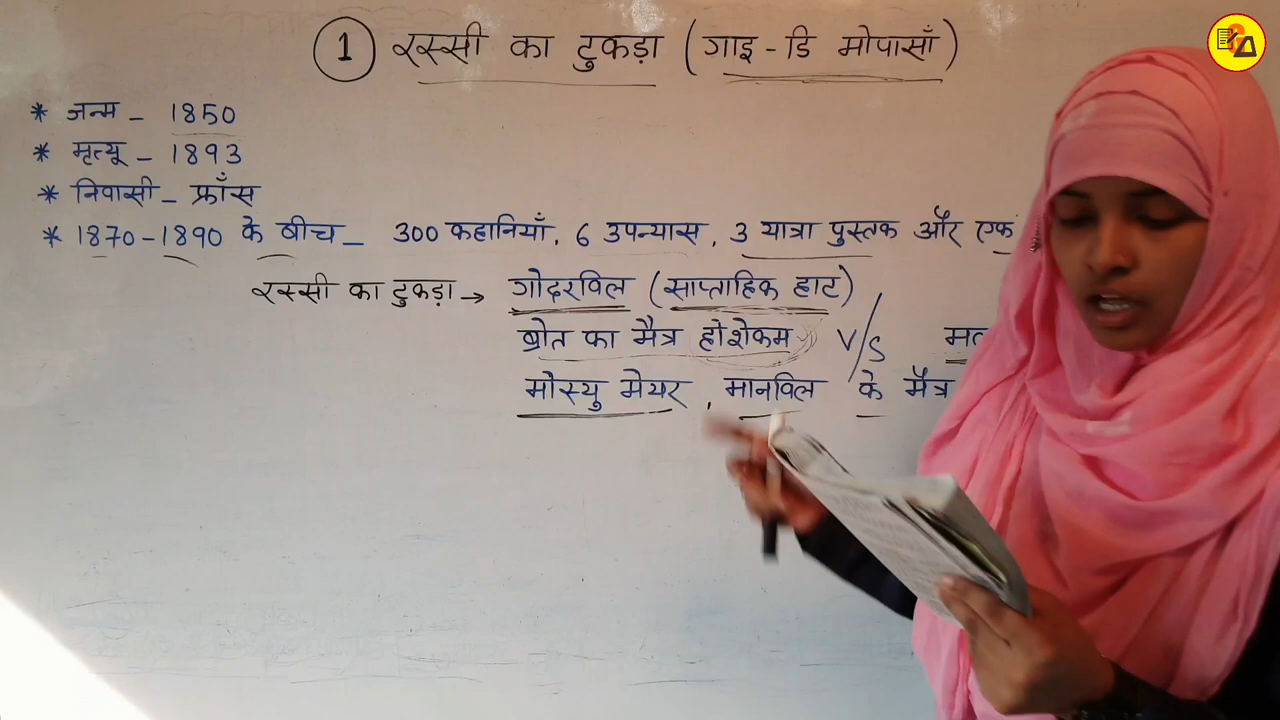 1 रस्सी का टुकड़ा (गाइ - डि मोपासाँ)
* जन्म - 1850
* मृत्यू - 1893
* निवासी - फ्राँस
* 1870-1890 के बीच - 300 कहानियाँ, 6 उपन्यास, 3 यात्रा पुस्तक और एक
रस्सी का टुकड़ा → गोदरविल (साप्ताहिक हाट)
ब्रोत का मैत्र होशेकम V/S
मोस्यु मेयर, मानविल के मैत्र